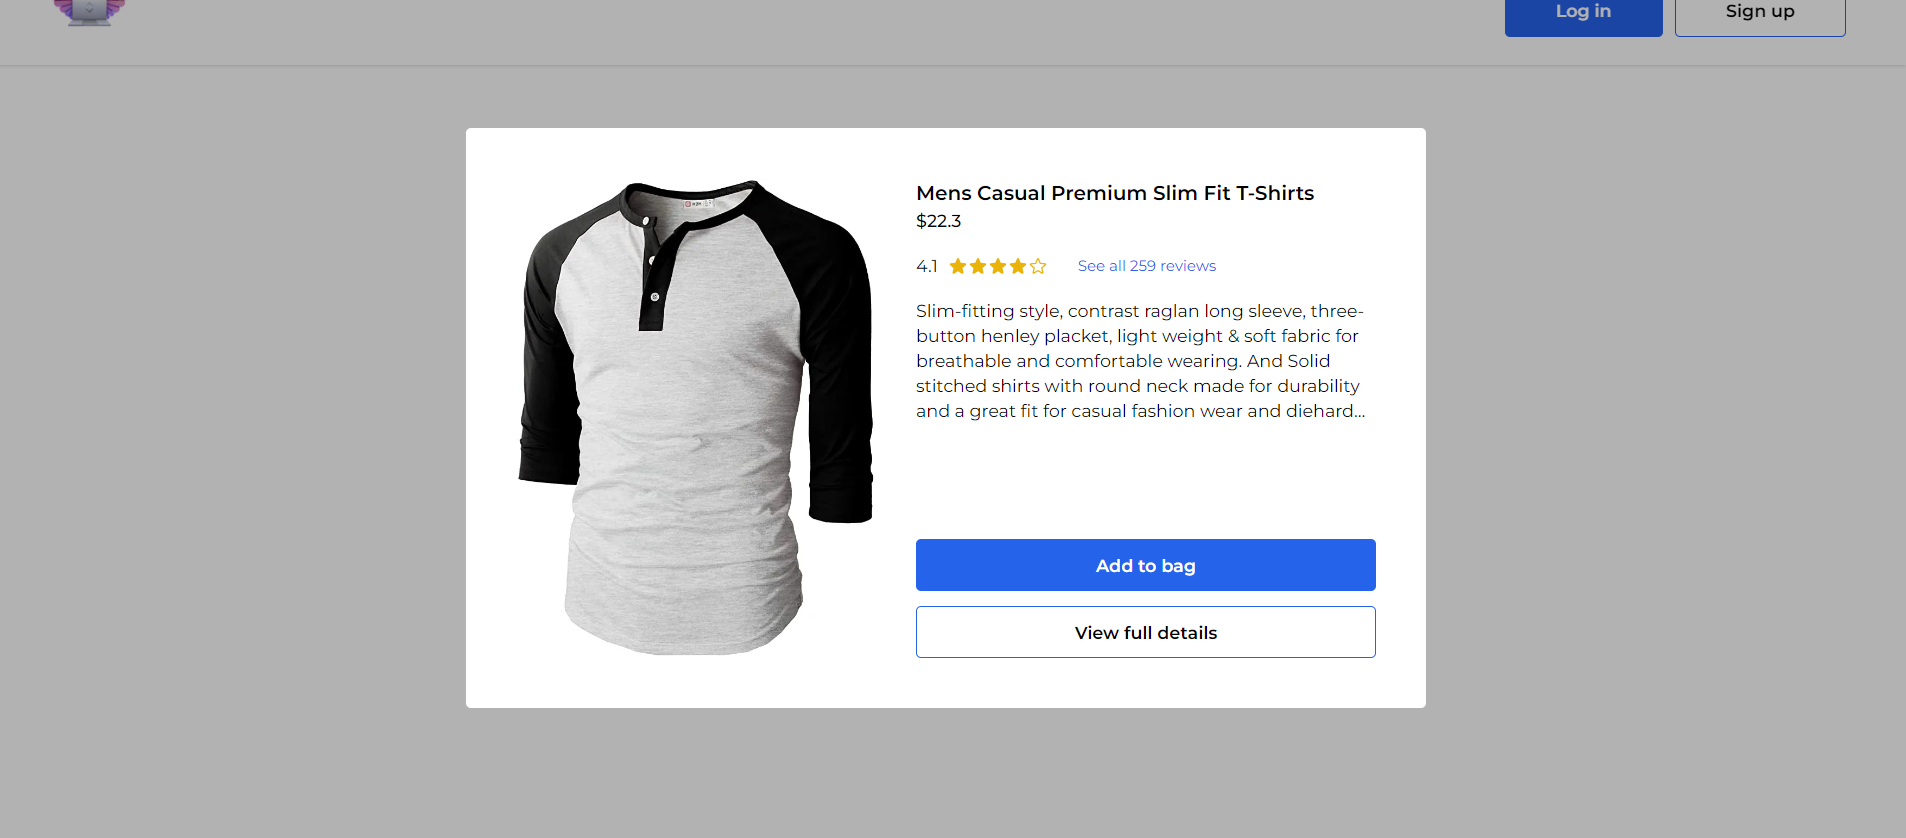 Log in
Sign up
Mens Casual Premium Slim Fit T-Shirts
$22.3
4.1
See all 259 reviews
Slim-fitting style, contrast raglan long sleeve, three-
button henley placket, light weight & soft fabric for
breathable and comfortable wearing. And Solid
stitched shirts with round neck made for durability
and a great fit for casual fashion wear and diehard...
Add to bag
View full details